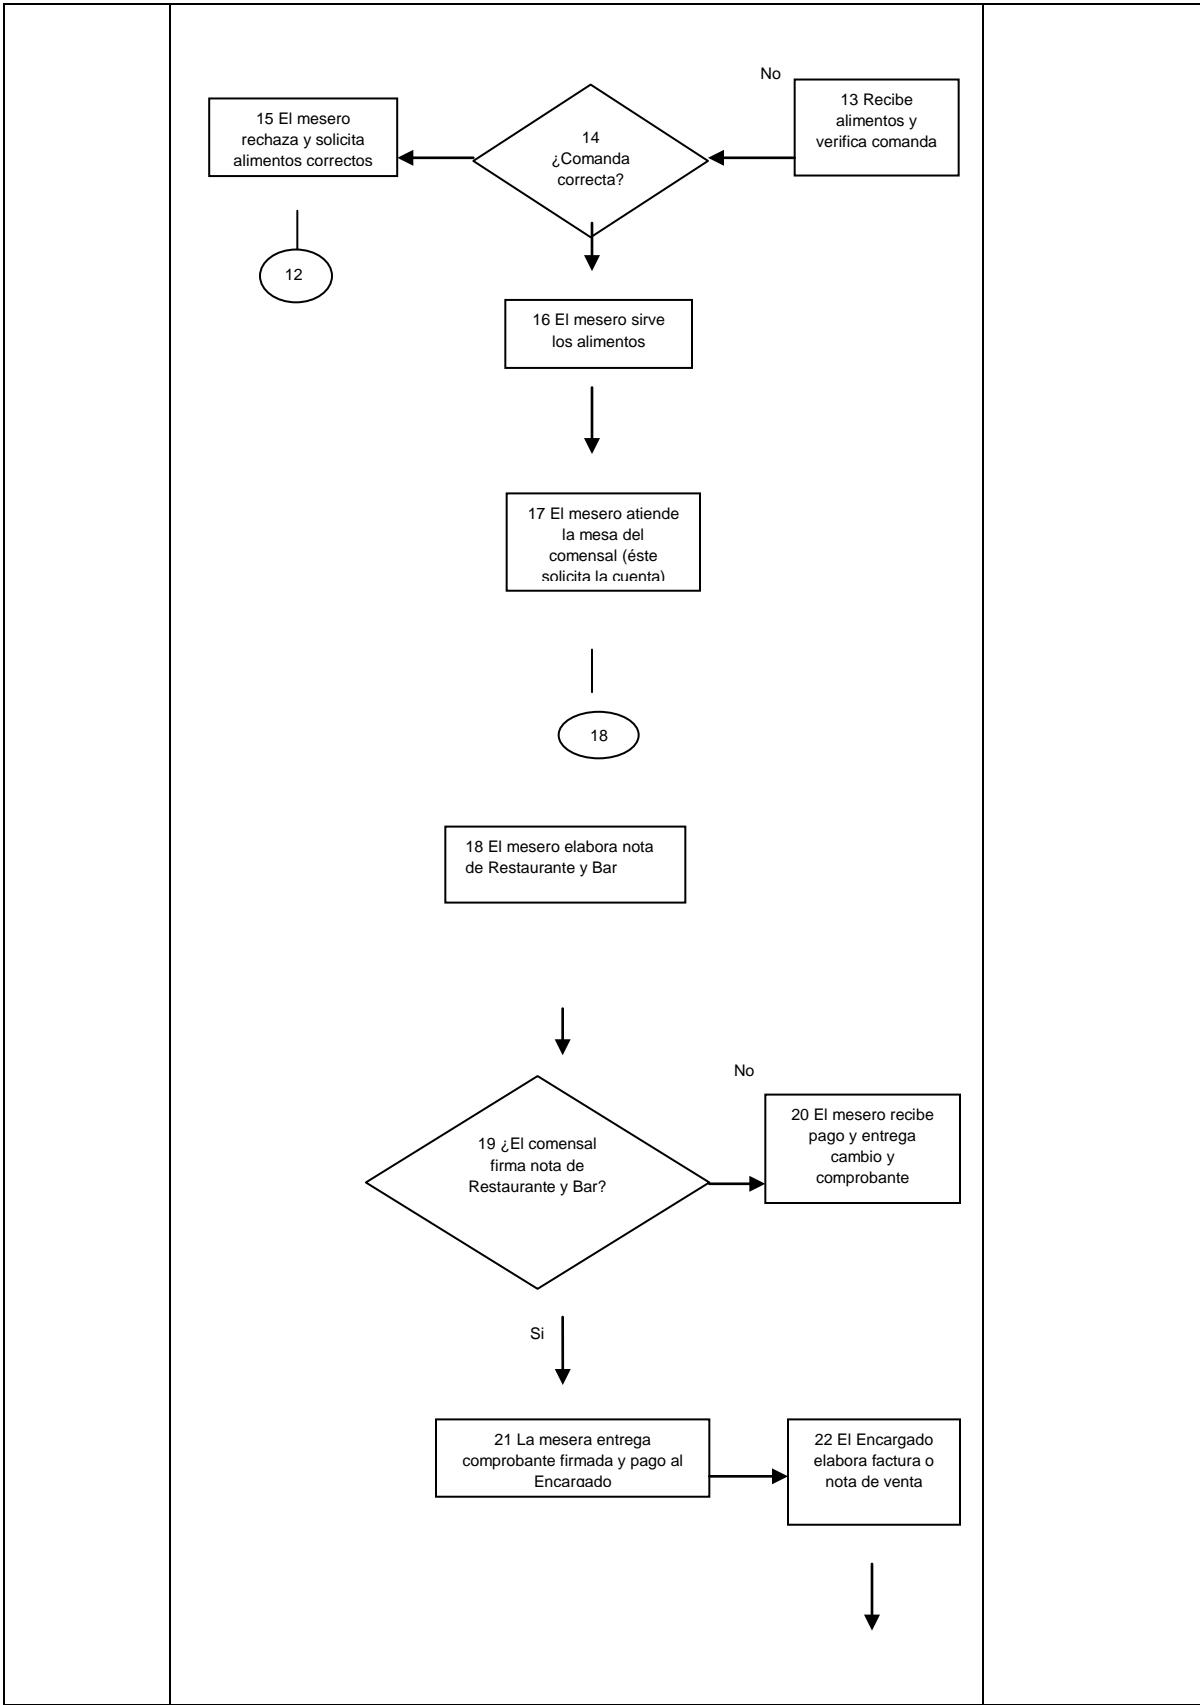 No
13 Recibe
alimentos y
verifica comanda
14
¿Comanda
correcta?
15 El mesero
rechaza y solicita
alimentos correctos
12
16 El mesero sirve
los alimentos
17 El mesero atiende
la mesa del
comensal (éste
solicita la cuenta)
18
18 El mesero elabora nota
de Restaurante y Bar
19 ¿El comensal
firma nota de
Restaurante y Bar?
No
20 El mesero recibe
pago y entrega
cambio y
comprobante
Si
21 La mesera entrega
comprobante firmada y pago al
Encargado
22 El Encargado
elabora factura o
nota de venta